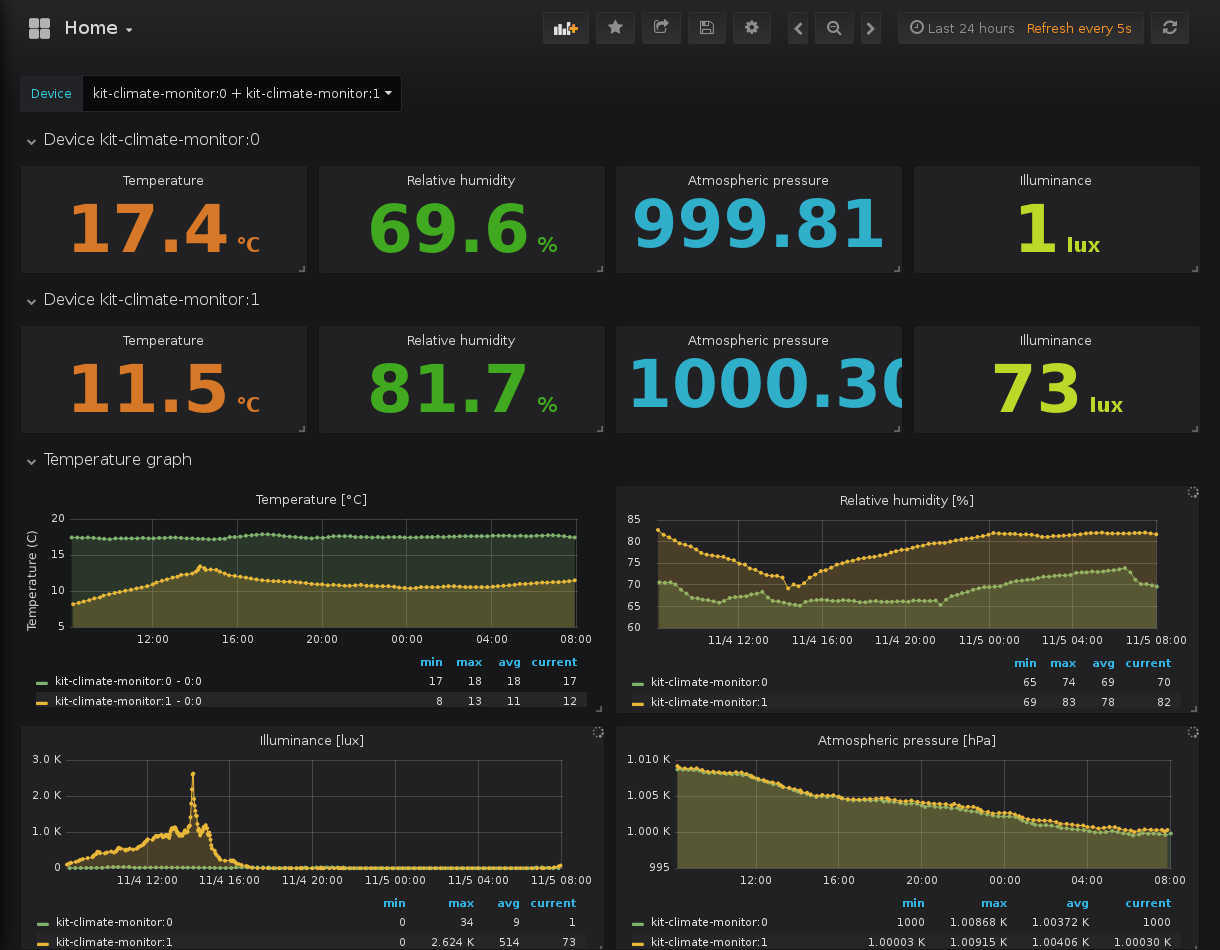 Home
Last 24 hours Refresh every 5s
Device kit-climate-monitor:0 + kit-climate-monitor:1
Device kit-climate-monitor:0
Temperature Relative humidity Atmospheric pressure Illuminance
17.4 °C 69.6 % 999.81 1 lux
Device kit-climate-monitor:1
Temperature Relative humidity Atmospheric pressure Illuminance
11.5 °C 81.7 % 1000.30 73 lux
Temperature graph
Temperature [°C]
Temperature (C)
20
15
10
5
12:00 16:00 20:00 00:00 04:00 08:00
min max avg current
kit-climate-monitor:0 - 0:0 17 18 18 17
kit-climate-monitor:1 - 0:0 8 13 11 12
Relative humidity [%]
85
80
75
70
65
60
11/4 12:00 11/4 16:00 11/4 20:00 11/5 00:00 11/5 04:00 11/5 08:00
min max avg current
kit-climate-monitor:0 65 74 69 70
kit-climate-monitor:1 69 83 78 82
Illuminance [lux]
3.0 K
2.0 K
1.0 K
0
11/4 12:00 11/4 16:00 11/4 20:00 11/5 00:00 11/5 04:00 11/5 08:00
min max avg current
kit-climate-monitor:0 0 34 9 1
kit-climate-monitor:1 0 2.624 K 514 73
Atmospheric pressure [hPa]
1.010 K
1.005 K
1.000 K
995
12:00 16:00 20:00 00:00 04:00 08:00
min max avg current
kit-climate-monitor:0 1000 1.00868 K 1.00372 K 1000
kit-climate-monitor:1 1.00003 K 1.00915 K 1.00406 K 1.00030 K